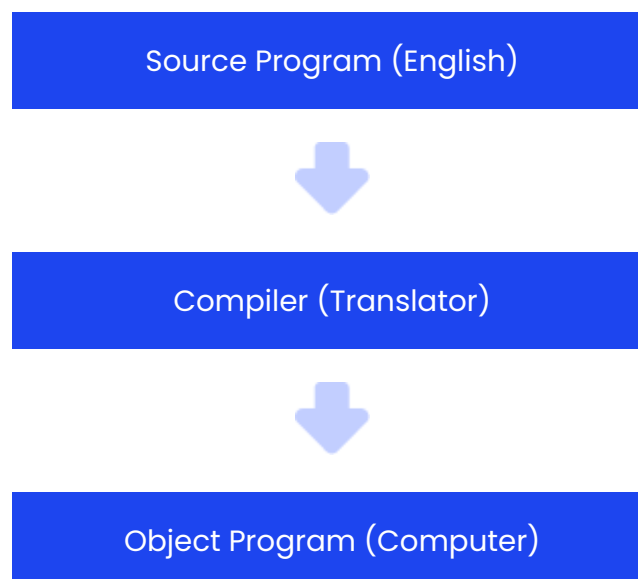 Source Program (English)
Compiler (Translator)
Object Program (Computer)